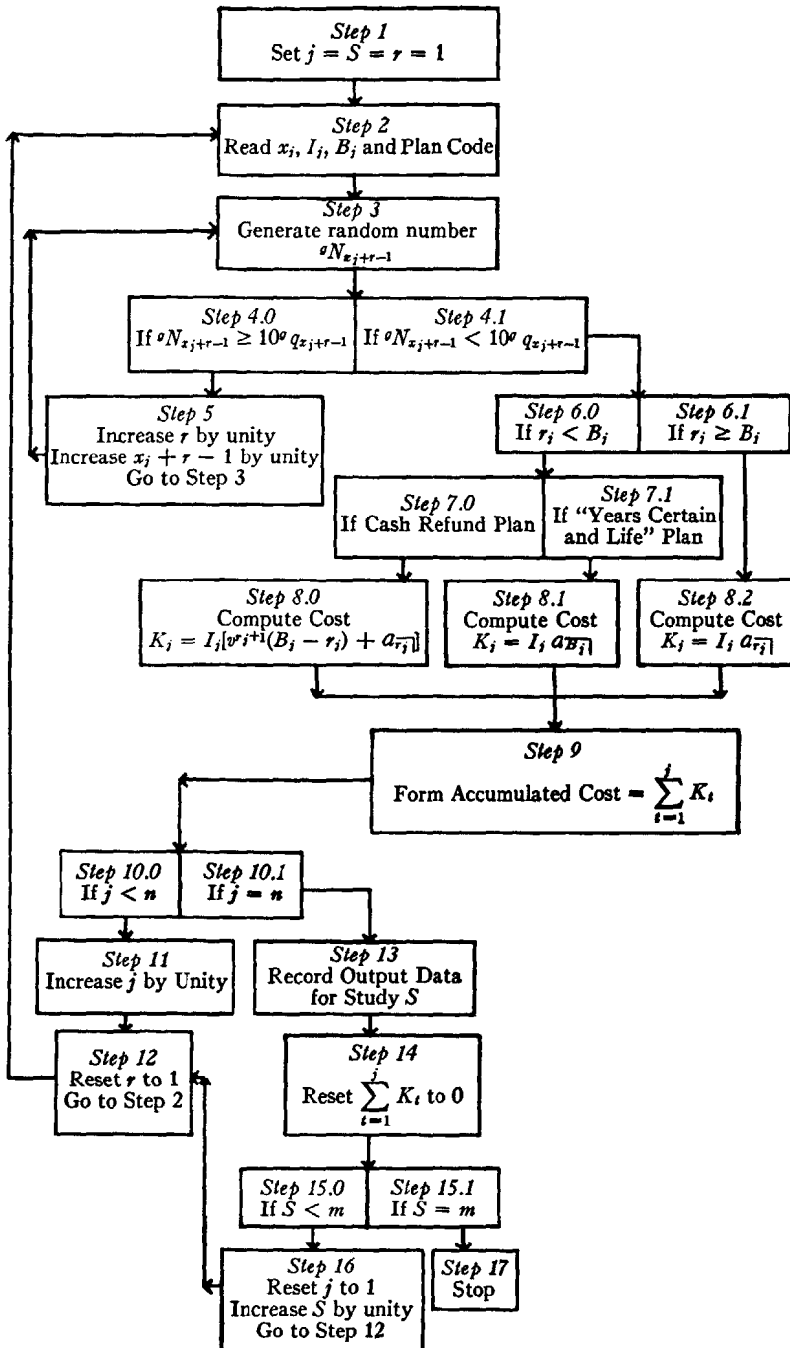 Step 1
Set j = S = r = 1
Step 2
Read x_j, I_j, B_j and Plan Code
Step 3
Generate random number
^gN_{x_j+r−1}
Step 4.0
If ^gN_{x_j+r−1} ≥ 10^g q_{x_j+r−1}
Step 4.1
If ^gN_{x_j+r−1} < 10^g q_{x_j+r−1}
Step 5
Increase r by unity
Increase x_j + r − 1 by unity
Go to Step 3
Step 6.0
If r_j < B_j
Step 6.1
If r_j ≥ B_j
Step 7.0
If Cash Refund Plan
Step 7.1
If "Years Certain
and Life" Plan
Step 8.0
Compute Cost
K_j = I_j[v^{r_j+1}(B_j − r_j) + a_{\overline{r_j}|}]
Step 8.1
Compute Cost
K_j = I_j a_{\overline{B_j}|}
Step 8.2
Compute Cost
K_j = I_j a_{\overline{r_j}|}
Step 9
Form Accumulated Cost = \sum_{t=1}^{j} K_t
Step 10.0
If j < n
Step 10.1
If j = n
Step 11
Increase j by Unity
Step 13
Record Output Data
for Study S
Step 12
Reset r to 1
Go to Step 2
Step 14
Reset \sum_{t=1}^{j} K_t to 0
Step 15.0
If S < m
Step 15.1
If S = m
Step 16
Reset j to 1
Increase S by unity
Go to Step 12
Step 17
Stop